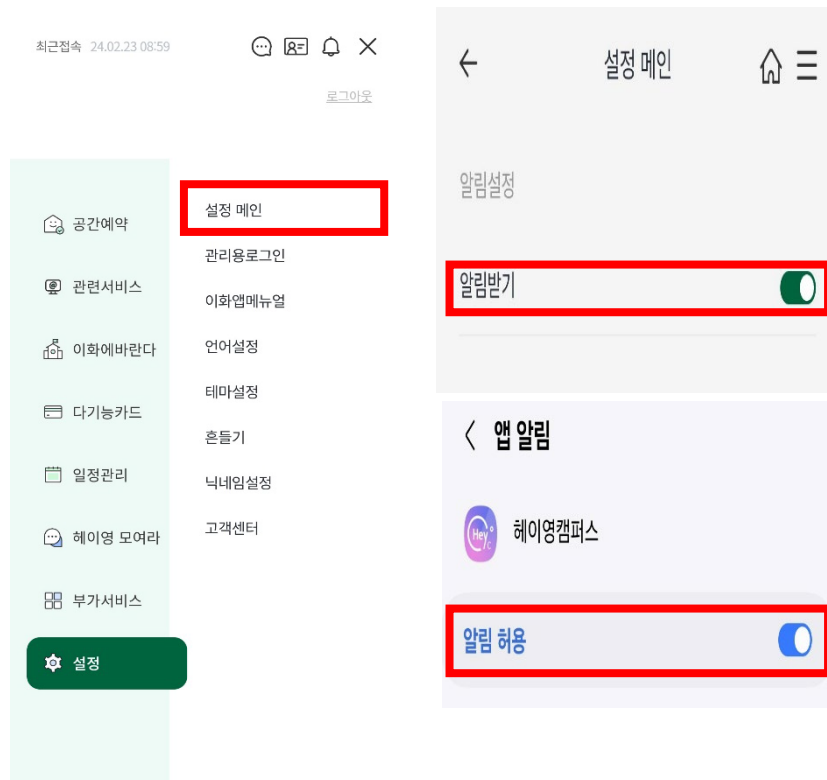 최근접속 24.02.23 08:59
로그아웃
공간예약
관련서비스
이화에바란다
다기능카드
일정관리
헤이영 모여라
부가서비스
설정
설정 메인
관리용로그인
이화앱메뉴얼
언어설정
테마설정
흔들기
닉네임설정
고객센터
설정 메인
알림설정
알림받기
앱 알림
Hey
헤이영캠퍼스
알림 허용